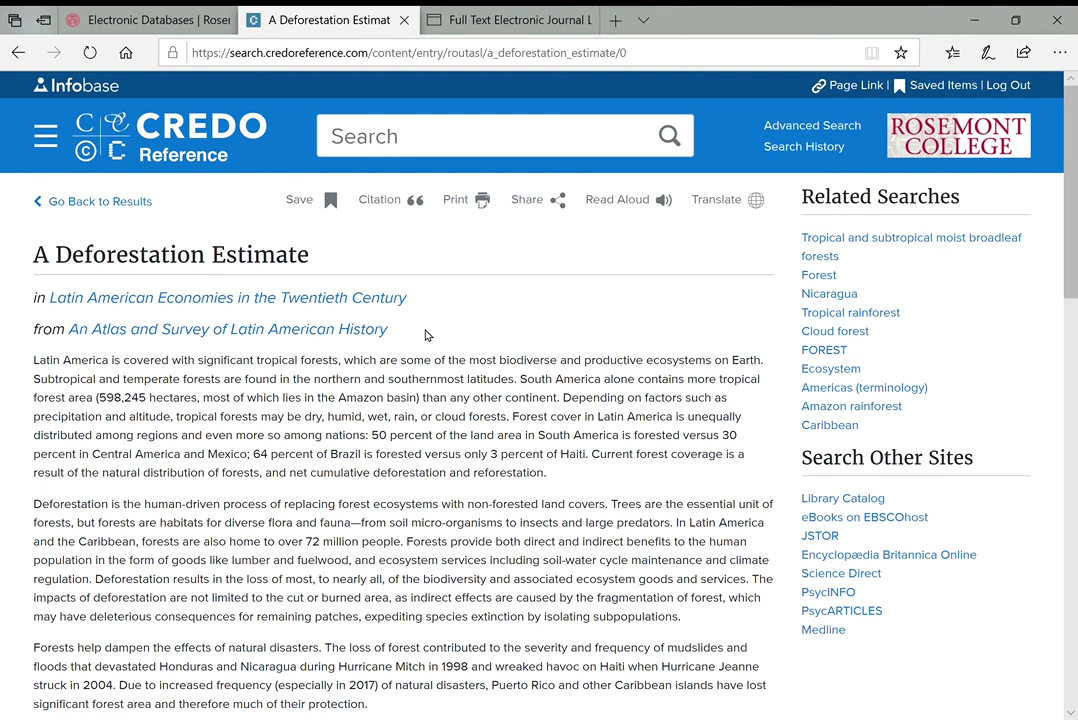 Electronic Databases | Roser
A Deforestation Estimat
Full Text Electronic Journal L
https://search.credoreference.com/content/entry/routasl/a_deforestation_estimate/0
Infobase
Page Link | Saved Items | Log Out
CREDO
Reference
Search
Advanced Search
Search History
ROSEMONT
COLLEGE
Go Back to Results
Save Citation Print Share Read Aloud Translate
A Deforestation Estimate
in Latin American Economies in the Twentieth Century
from An Atlas and Survey of Latin American History
Latin America is covered with significant tropical forests, which are some of the most biodiverse and productive ecosystems on Earth.
Subtropical and temperate forests are found in the northern and southernmost latitudes. South America alone contains more tropical
forest area (598,245 hectares, most of which lies in the Amazon basin) than any other continent. Depending on factors such as
precipitation and altitude, tropical forests may be dry, humid, wet, rain, or cloud forests. Forest cover in Latin America is unequally
distributed among regions and even more so among nations: 50 percent of the land area in South America is forested versus 30
percent in Central America and Mexico; 64 percent of Brazil is forested versus only 3 percent of Haiti. Current forest coverage is a
result of the natural distribution of forests, and net cumulative deforestation and reforestation.
Deforestation is the human-driven process of replacing forest ecosystems with non-forested land covers. Trees are the essential unit of
forests, but forests are habitats for diverse flora and fauna—from soil micro-organisms to insects and large predators. In Latin America
and the Caribbean, forests are also home to over 72 million people. Forests provide both direct and indirect benefits to the human
population in the form of goods like lumber and fuelwood, and ecosystem services including soil-water cycle maintenance and climate
regulation. Deforestation results in the loss of most, to nearly all, of the biodiversity and associated ecosystem goods and services. The
impacts of deforestation are not limited to the cut or burned area, as indirect effects are caused by the fragmentation of forest, which
may have deleterious consequences for remaining patches, expediting species extinction by isolating subpopulations.
Forests help dampen the effects of natural disasters. The loss of forest contributed to the severity and frequency of mudslides and
floods that devastated Honduras and Nicaragua during Hurricane Mitch in 1998 and wreaked havoc on Haiti when Hurricane Jeanne
struck in 2004. Due to increased frequency (especially in 2017) of natural disasters, Puerto Rico and other Caribbean islands have lost
significant forest area and therefore much of their protection.
Related Searches
Tropical and subtropical moist broadleaf
forests
Forest
Nicaragua
Tropical rainforest
Cloud forest
FOREST
Ecosystem
Americas (terminology)
Amazon rainforest
Caribbean
Search Other Sites
Library Catalog
eBooks on EBSCOhost
JSTOR
Encyclopædia Britannica Online
Science Direct
PsycINFO
PsycARTICLES
Medline